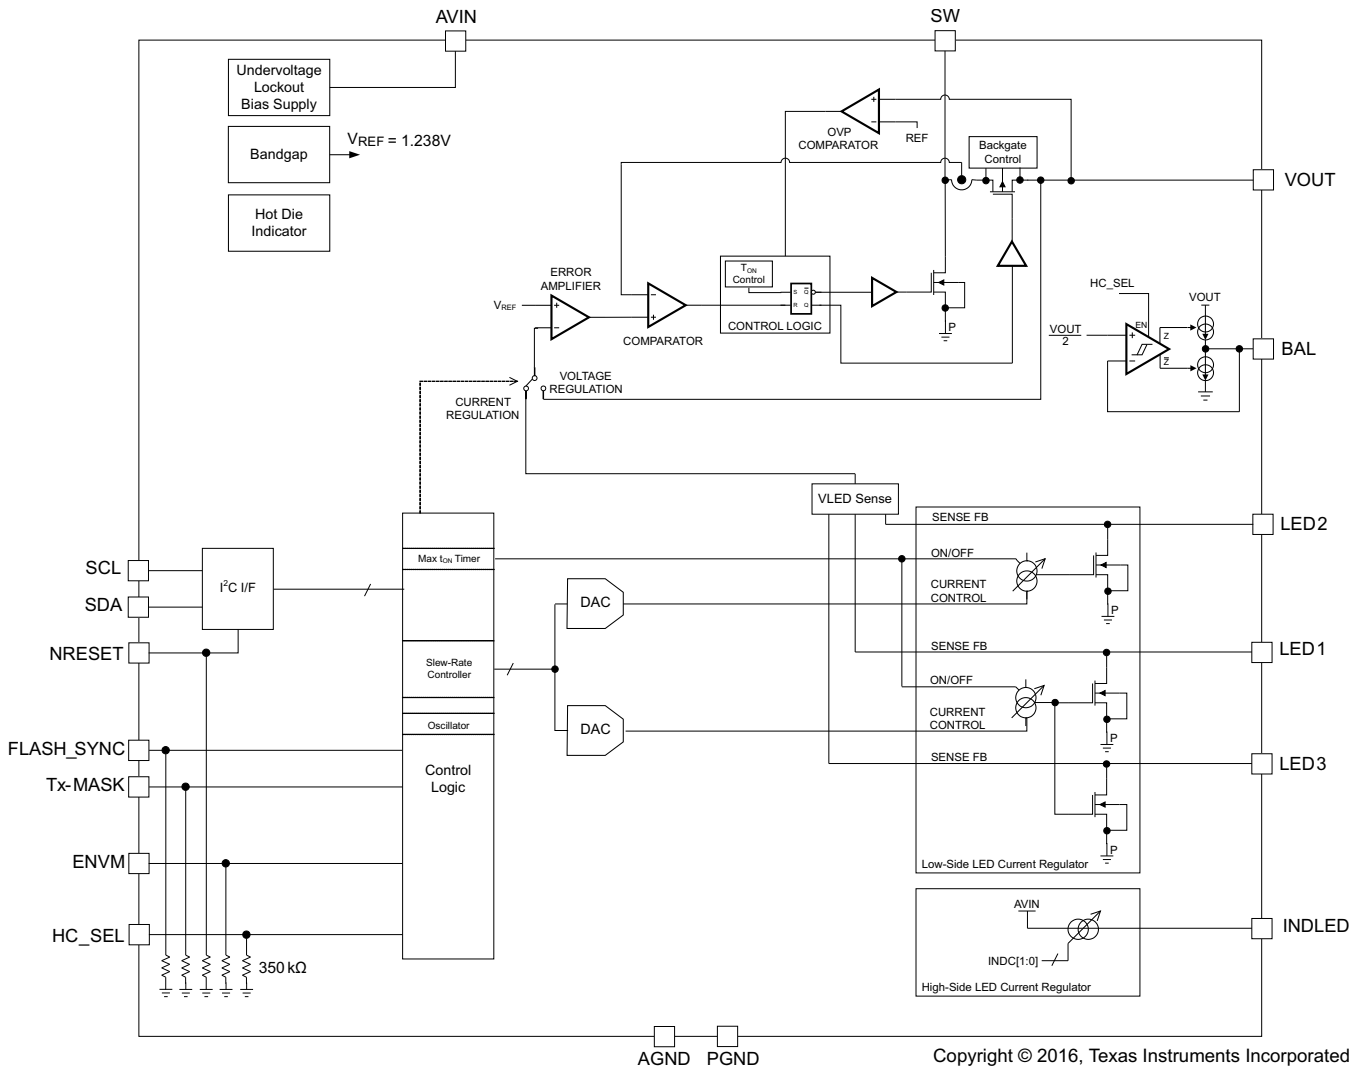 AVIN
SW
Undervoltage
Lockout
Bias Supply
Bandgap
VREF = 1.238V
Hot Die
Indicator
OVP
COMPARATOR
+
−
REF
Backgate
Control
VOUT
ERROR
AMPLIFIER
VREF
+
−
−
+
COMPARATOR
TON
Control
S
Q̅
R
Q
CONTROL LOGIC
P
HC_SEL
EN
VOUT
2
+
−
Z
Z̅
VOUT
BAL
VOLTAGE
REGULATION
CURRENT
REGULATION
VLED Sense
SENSE FB
LED2
ON/OFF
CURRENT
CONTROL
P
SENSE FB
LED1
ON/OFF
CURRENT
CONTROL
P
SENSE FB
LED3
P
Low-Side LED Current Regulator
AVIN
INDC[1:0]
INDLED
High-Side LED Current Regulator
SCL
SDA
NRESET
I²C I/F
Max tON Timer
Slew-Rate
Controller
Oscillator
Control
Logic
DAC
DAC
FLASH_SYNC
Tx-MASK
ENVM
HC_SEL
350 kΩ
AGND
PGND
Copyright © 2016, Texas Instruments Incorporated